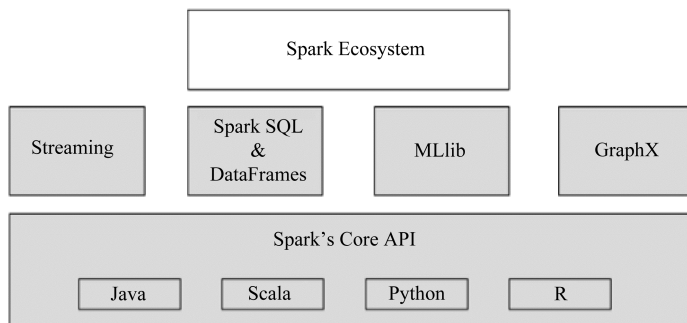 Spark Ecosystem
Streaming
Spark SQL
&
DataFrames
MLlib
GraphX
Spark’s Core API
Java
Scala
Python
R